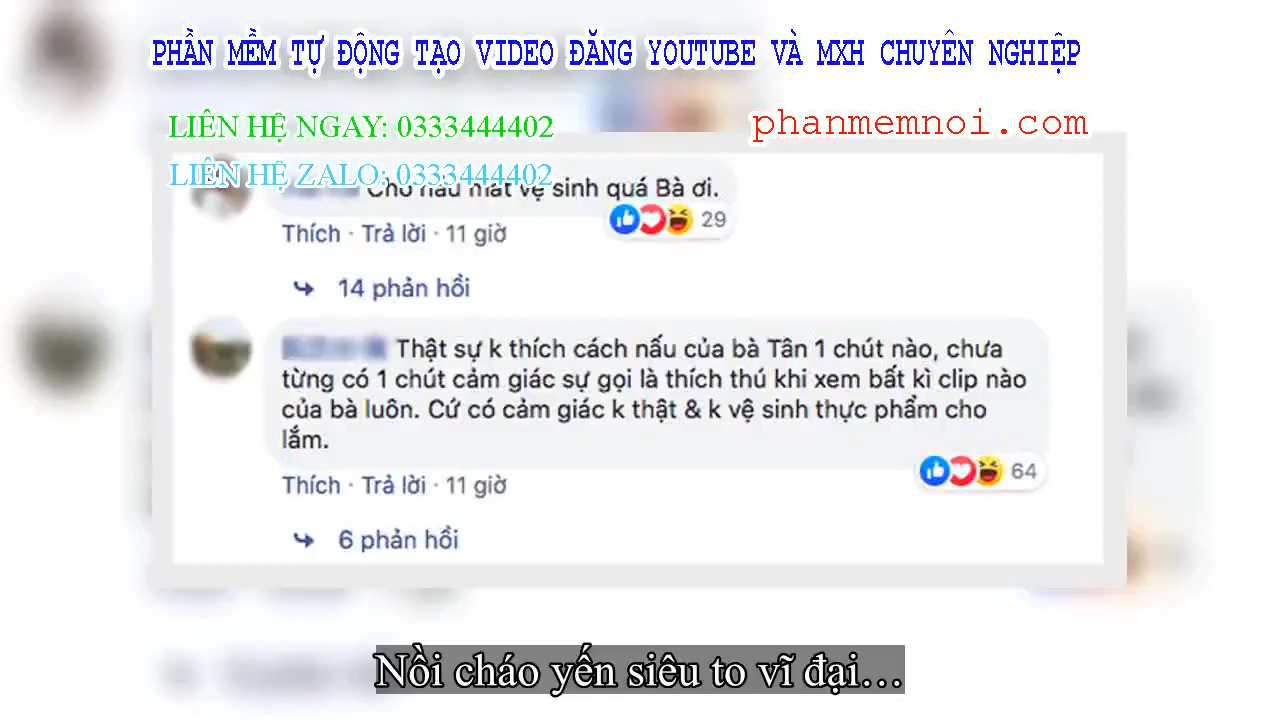 PHẦN MỀM TỰ ĐỘNG TẠO VIDEO ĐĂNG YOUTUBE VÀ MXH CHUYÊN NGHIỆP
LIÊN HỆ NGAY: 0333444402
phanmemnoi.com
LIÊN HỆ ZALO: 0333444402
vệ sinh quá Bà ơi.
29
Thích · Trả lời · 11 giờ
14 phản hồi
Thật sự k thích cách nấu của bà Tân 1 chút nào, chưa
từng có 1 chút cảm giác sự gọi là thích thú khi xem bất kì clip nào
của bà luôn. Cứ có cảm giác k thật & k vệ sinh thực phẩm cho
lắm.
64
Thích · Trả lời · 11 giờ
6 phản hồi
Nồi cháo yến siêu to vĩ đại...